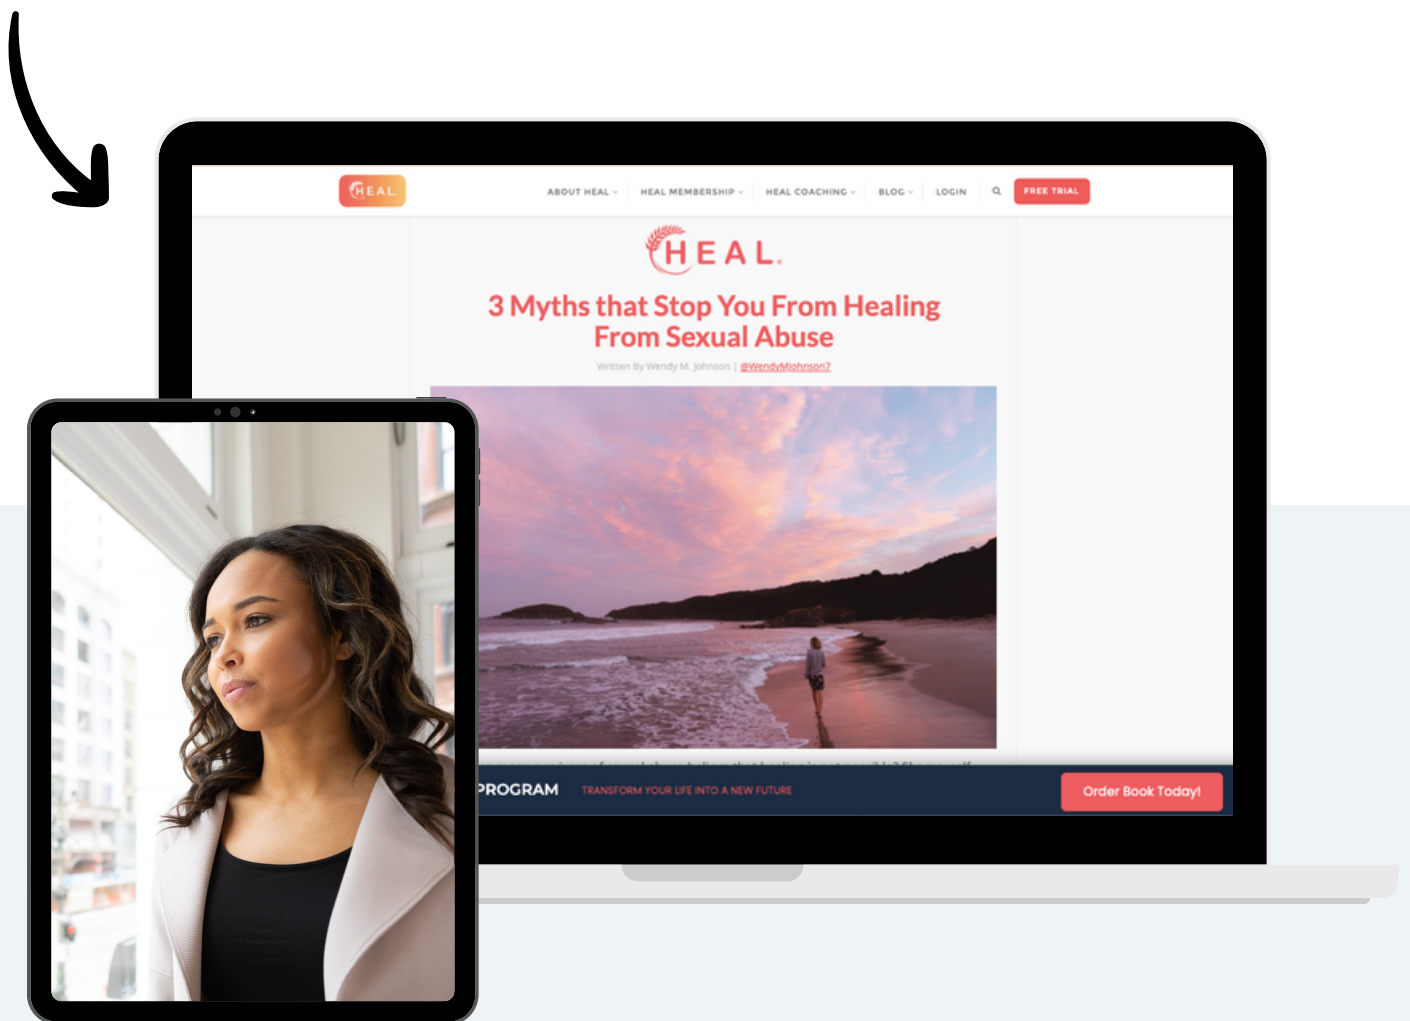 HEAL
ABOUT HEAL
HEAL MEMBERSHIP
HEAL COACHING
BLOG
LOGIN
FREE TRIAL
HEAL®
3 Myths that Stop You From Healing
From Sexual Abuse
Written By Wendy M. Johnson | @WendyMJohnson7
PROGRAM
TRANSFORM YOUR LIFE INTO A NEW FUTURE
Order Book Today!